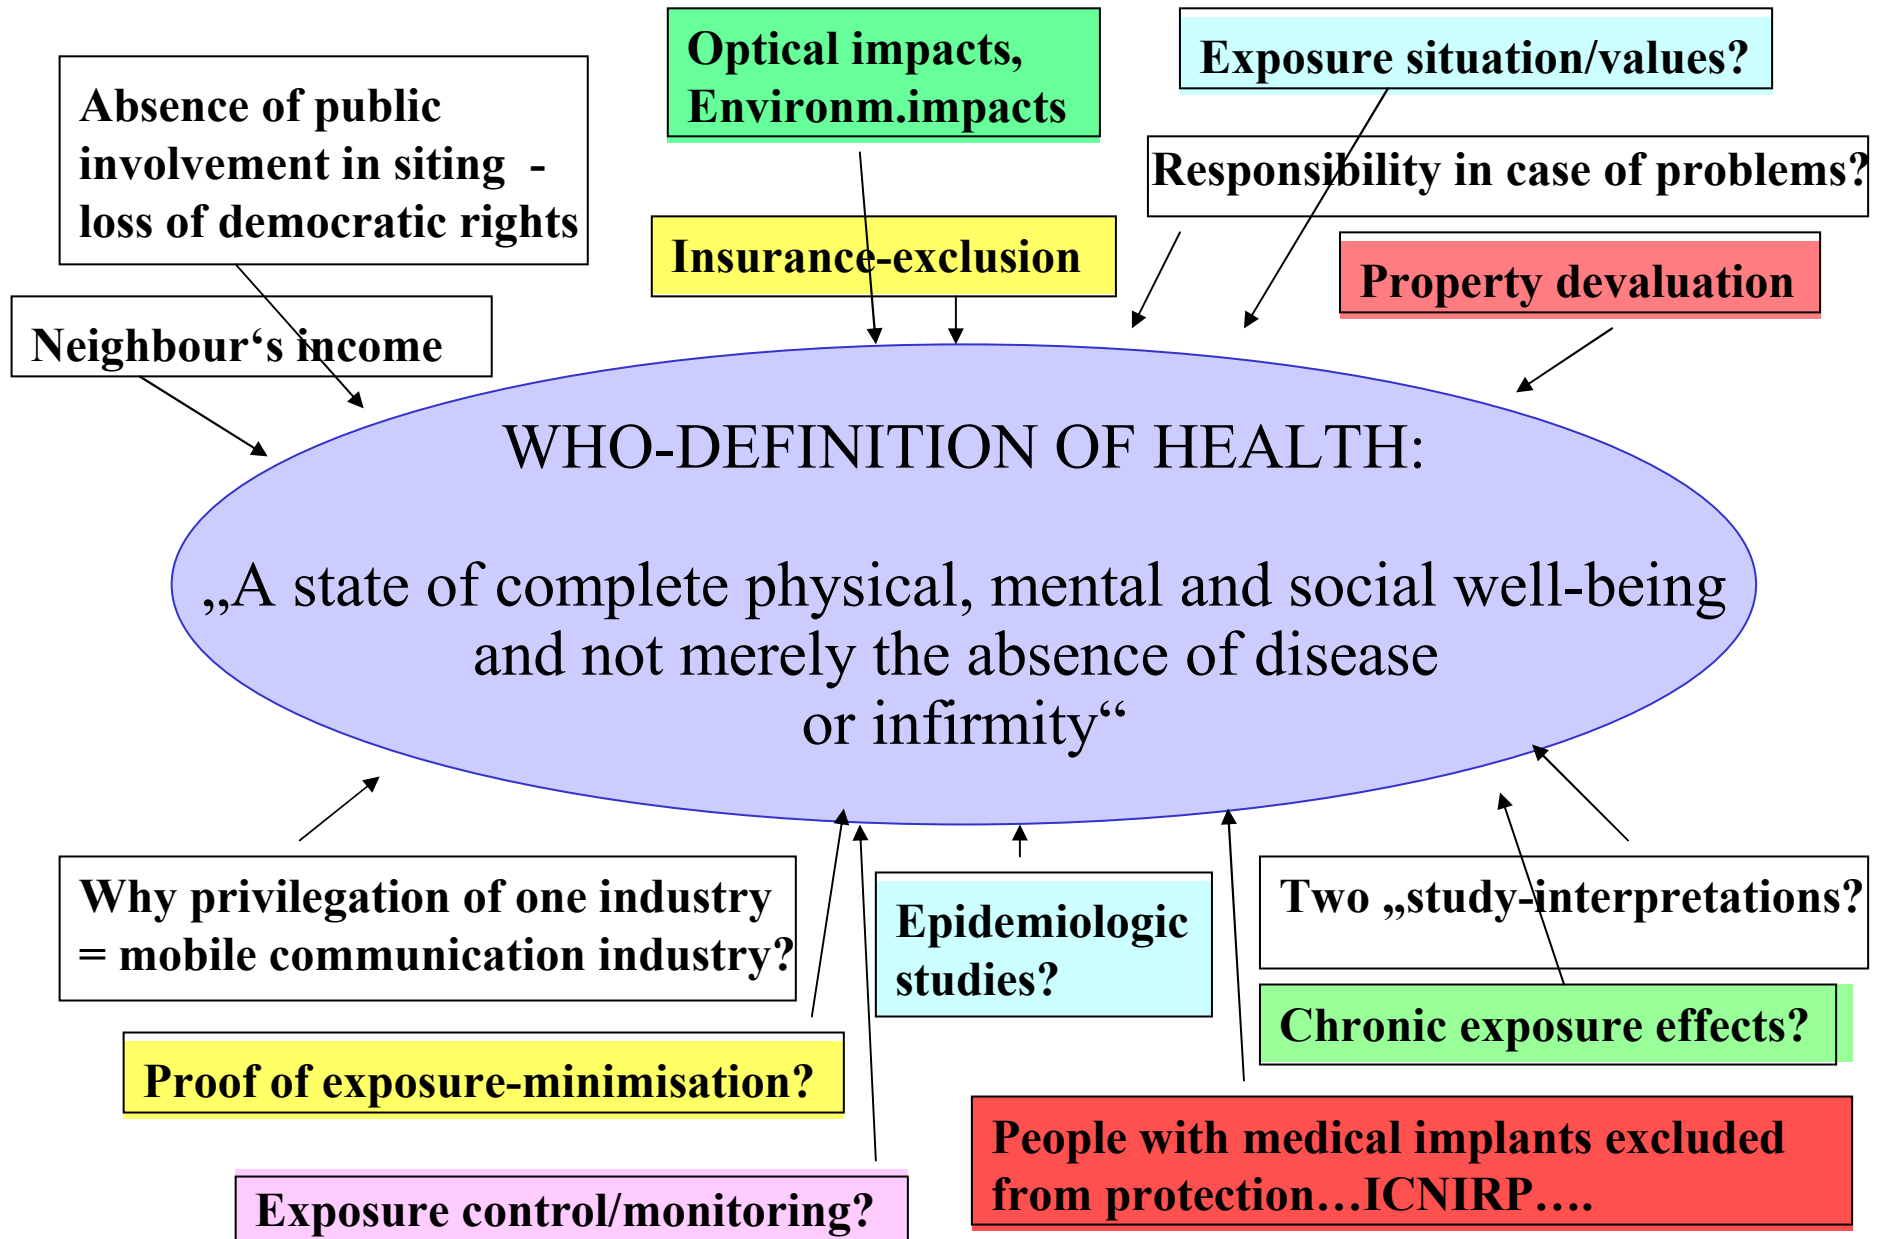 Optical impacts,
Environm.impacts
Exposure situation/values?
Absence of public
involvement in siting  -
loss of democratic rights
Responsibility in case of problems?
Insurance-exclusion
Property devaluation
Neighbour‘s income
WHO-DEFINITION OF HEALTH:
„A state of complete physical, mental and social well-being
and not merely the absence of disease
or infirmity“
Why privilegation of one industry
= mobile communication industry?
Epidemiologic
studies?
Two „study-interpretations?
Chronic exposure effects?
Proof of exposure-minimisation?
People with medical implants excluded
from protection…ICNIRP….
Exposure control/monitoring?